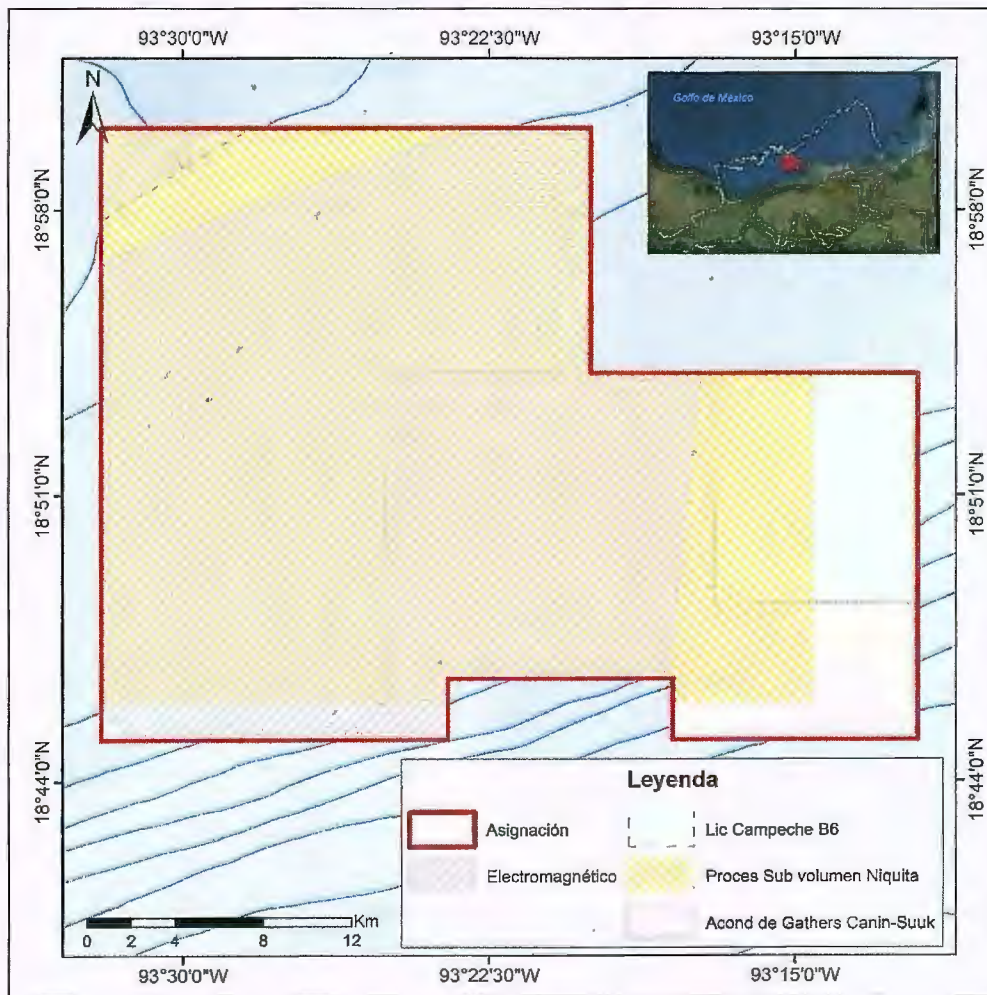 93°30'0"W
93°22'30"W
93°15'0"W
N
Golfo de México
18°58'0"N
18°58'0"N
18°51'0"N
18°51'0"N
18°44'0"N
18°44'0"N
Leyenda
Asignación
Lic Campeche B6
Electromagnético
Proces Sub volumen Niquita
Acond de Gathers Canin-Suuk
Km
0 2 4 8 12
93°30'0"W
93°22'30"W
93°15'0"W